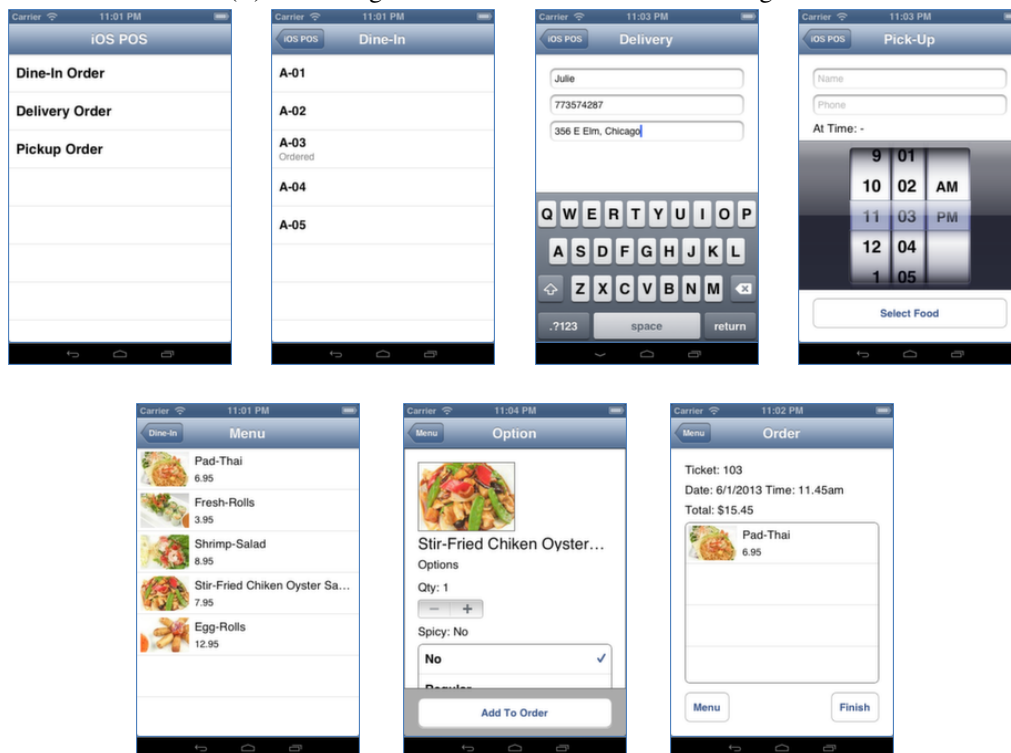 Carrier 11:01 PM
iOS POS
Dine-In Order
Delivery Order
Pickup Order
Carrier 11:01 PM
iOS POS Dine-In
A-01
A-02
A-03
Ordered
A-04
A-05
Carrier 11:03 PM
iOS POS Delivery
Julie
773574287
356 E Elm, Chicago
Q W E R T Y U I O P
A S D F G H J K L
Z X C V B N M
.?123 space return
Carrier 11:03 PM
iOS POS Pick-Up
Name
Phone
At Time: -
9 01
10 02 AM
11 03 PM
12 04
1 05
Select Food
Carrier 11:01 PM
Dine-In Menu
Pad-Thai
6.95
Fresh-Rolls
3.95
Shrimp-Salad
8.95
Stir-Fried Chiken Oyster Sa...
7.95
Egg-Rolls
12.95
Carrier 11:04 PM
Menu Option
Stir-Fried Chiken Oyster...
Options
Qty: 1
− +
Spicy: No
No
Add To Order
Carrier 11:02 PM
Menu Order
Ticket: 103
Date: 6/1/2013 Time: 11.45am
Total: $15.45
Pad-Thai
6.95
Menu Finish